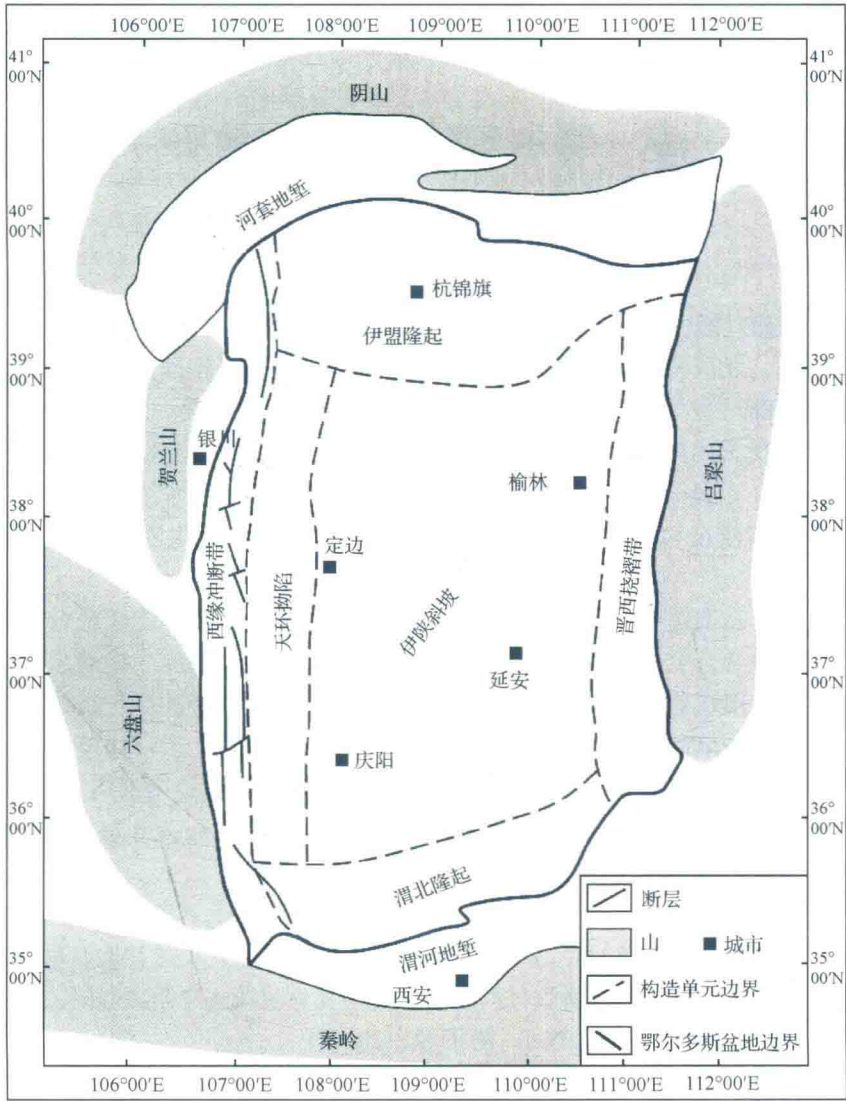 106°00′E 107°00′E 108°00′E 109°00′E 110°00′E 111°00′E 112°00′E
41°
00′N
41°
00′N
阴山
河套地堑
40°
00′N
40°
00′N
杭锦旗
伊盟隆起
39°
00′N
39°
00′N
贺兰山
银川
榆林
吕梁山
38°
00′N
38°
00′N
西缘冲断带
天环坳陷
定边
伊陕斜坡
晋西挠褶带
37°
00′N
37°
00′N
延安
六盘山
庆阳
36°
00′N
36°
00′N
渭北隆起
断层
山
城市
35°
00′N
35°
00′N
渭河地堑
西安
构造单元边界
秦岭
鄂尔多斯盆地边界
106°00′E 107°00′E 108°00′E 109°00′E 110°00′E 111°00′E 112°00′E